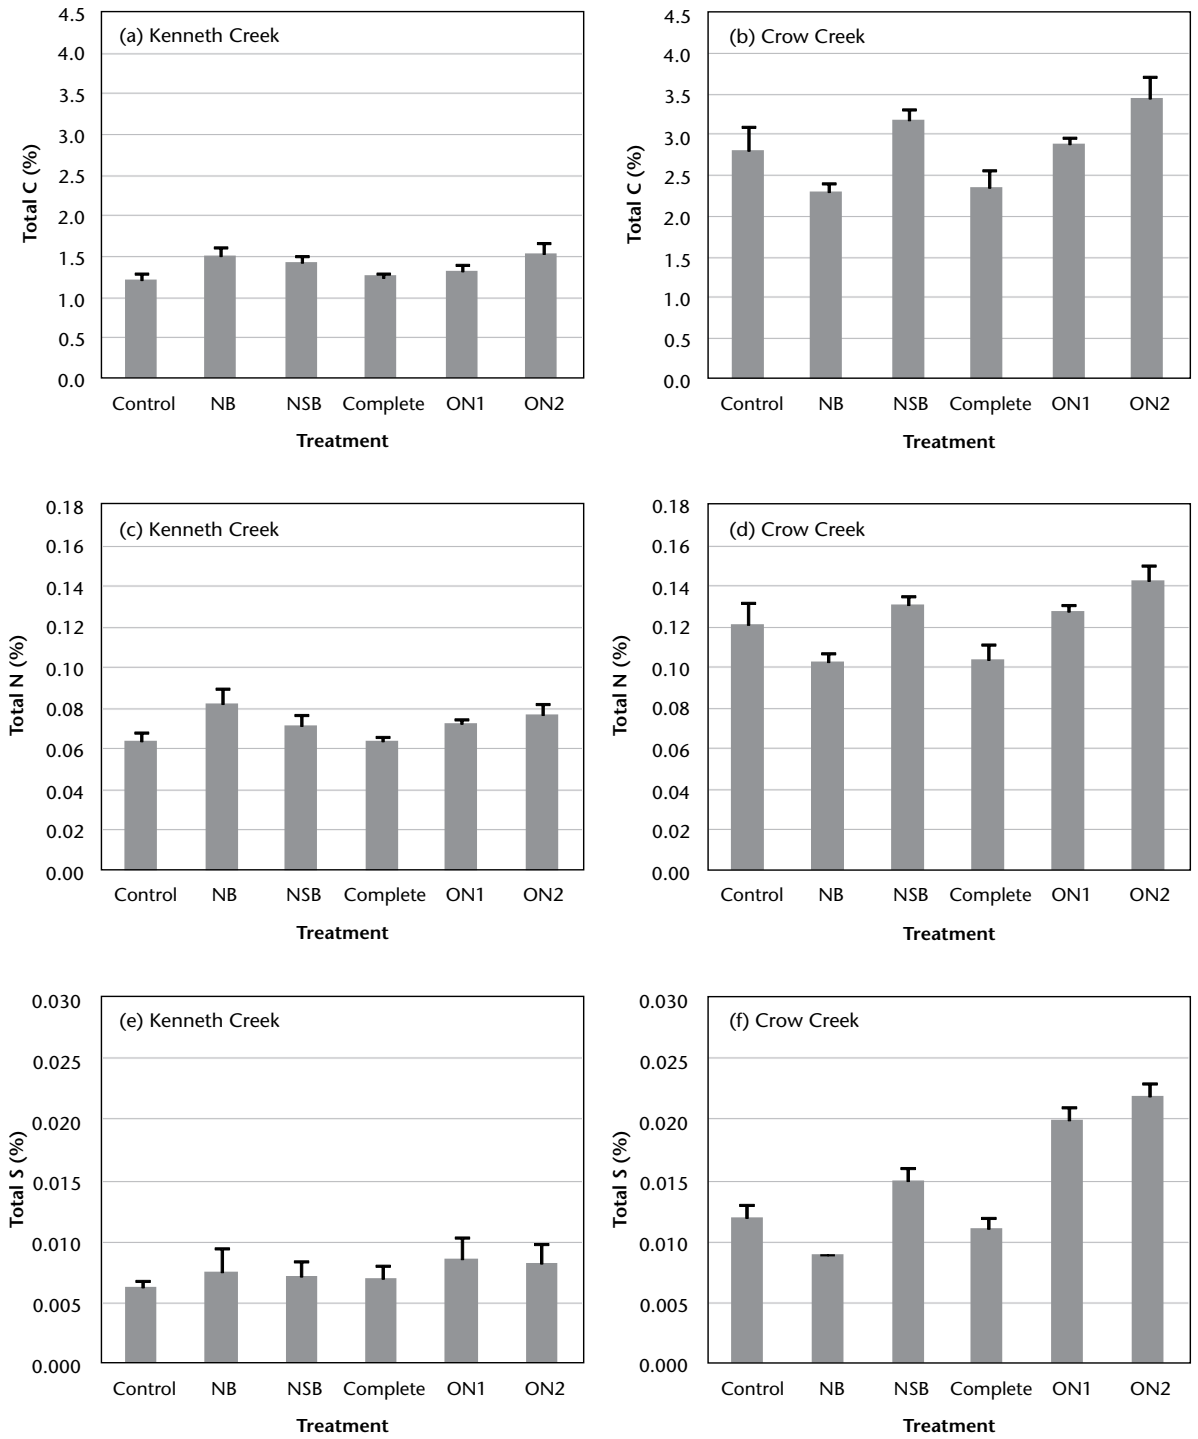 (a) Kenneth Creek
Total C (%)
4.5
4.0
3.5
3.0
2.5
2.0
1.5
1.0
0.5
0.0
Control NB NSB Complete ON1 ON2
Treatment
(b) Crow Creek
Total C (%)
4.5
4.0
3.5
3.0
2.5
2.0
1.5
1.0
0.5
0.0
Control NB NSB Complete ON1 ON2
Treatment
(c) Kenneth Creek
Total N (%)
0.18
0.16
0.14
0.12
0.10
0.08
0.06
0.04
0.02
0.00
Control NB NSB Complete ON1 ON2
Treatment
(d) Crow Creek
Total N (%)
0.18
0.16
0.14
0.12
0.10
0.08
0.06
0.04
0.02
0.00
Control NB NSB Complete ON1 ON2
Treatment
(e) Kenneth Creek
Total S (%)
0.030
0.025
0.020
0.015
0.010
0.005
0.000
Control NB NSB Complete ON1 ON2
Treatment
(f) Crow Creek
Total S (%)
0.030
0.025
0.020
0.015
0.010
0.005
0.000
Control NB NSB Complete ON1 ON2
Treatment